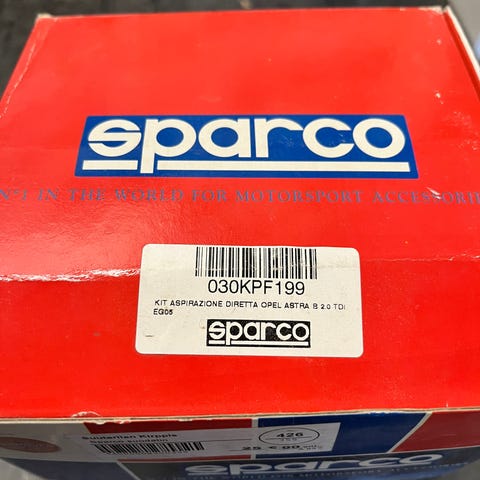 sparco
N°1 IN THE WORLD FOR MOTORSPORT ACCESSORIE
030KPF199
KIT ASPIRAZIONE DIRETTA OPEL ASTRA B 2.0 TDI
EG05
sparco
426
sparco